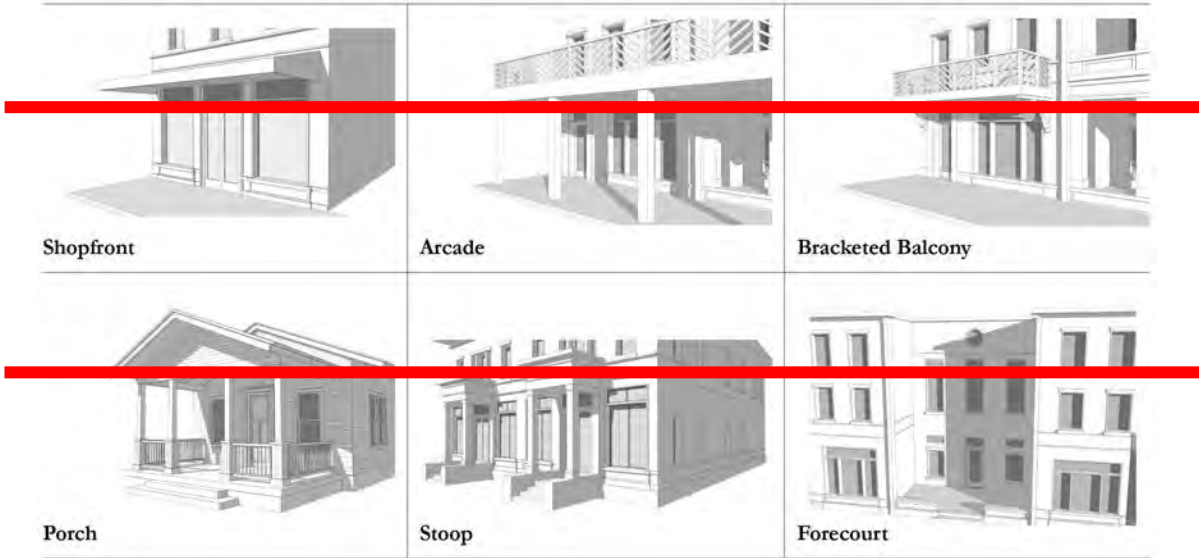 Shopfront
Arcade
Bracketed Balcony
Porch
Stoop
Forecourt